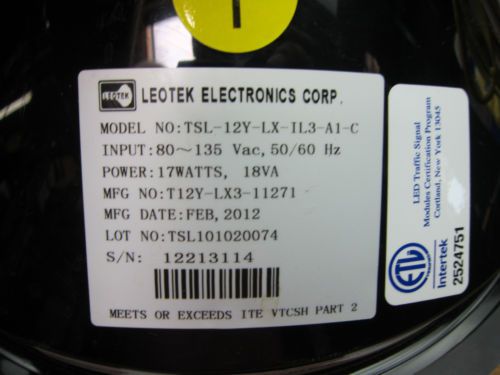 LEOTEK
LEOTEK ELECTRONICS CORP.
MODEL NO:TSL-12Y-LX-IL3-A1-C
INPUT:80~135 Vac, 50/60 Hz
POWER:17WATTS, 18VA
MFG NO:T12Y-LX3-11271
MFG DATE:FEB, 2012
LOT NO:TSL101020074
S/N: 12213114
MEETS OR EXCEEDS ITE VTCSH PART 2
LED Traffic Signal
Modules Certification Program
Cortland, New York 13045
ETL
Intertek
2524751